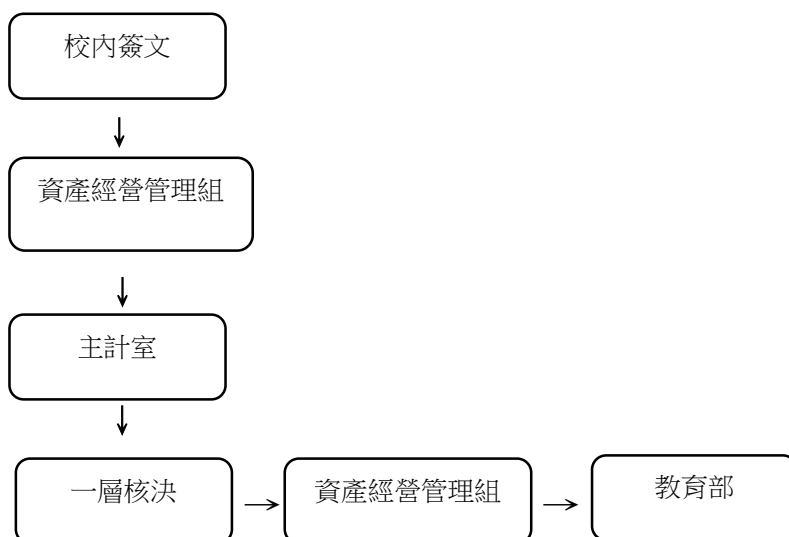 校內簽文
↓
資產經營管理組
↓
主計室
↓
一層核決 → 資產經營管理組 → 教育部